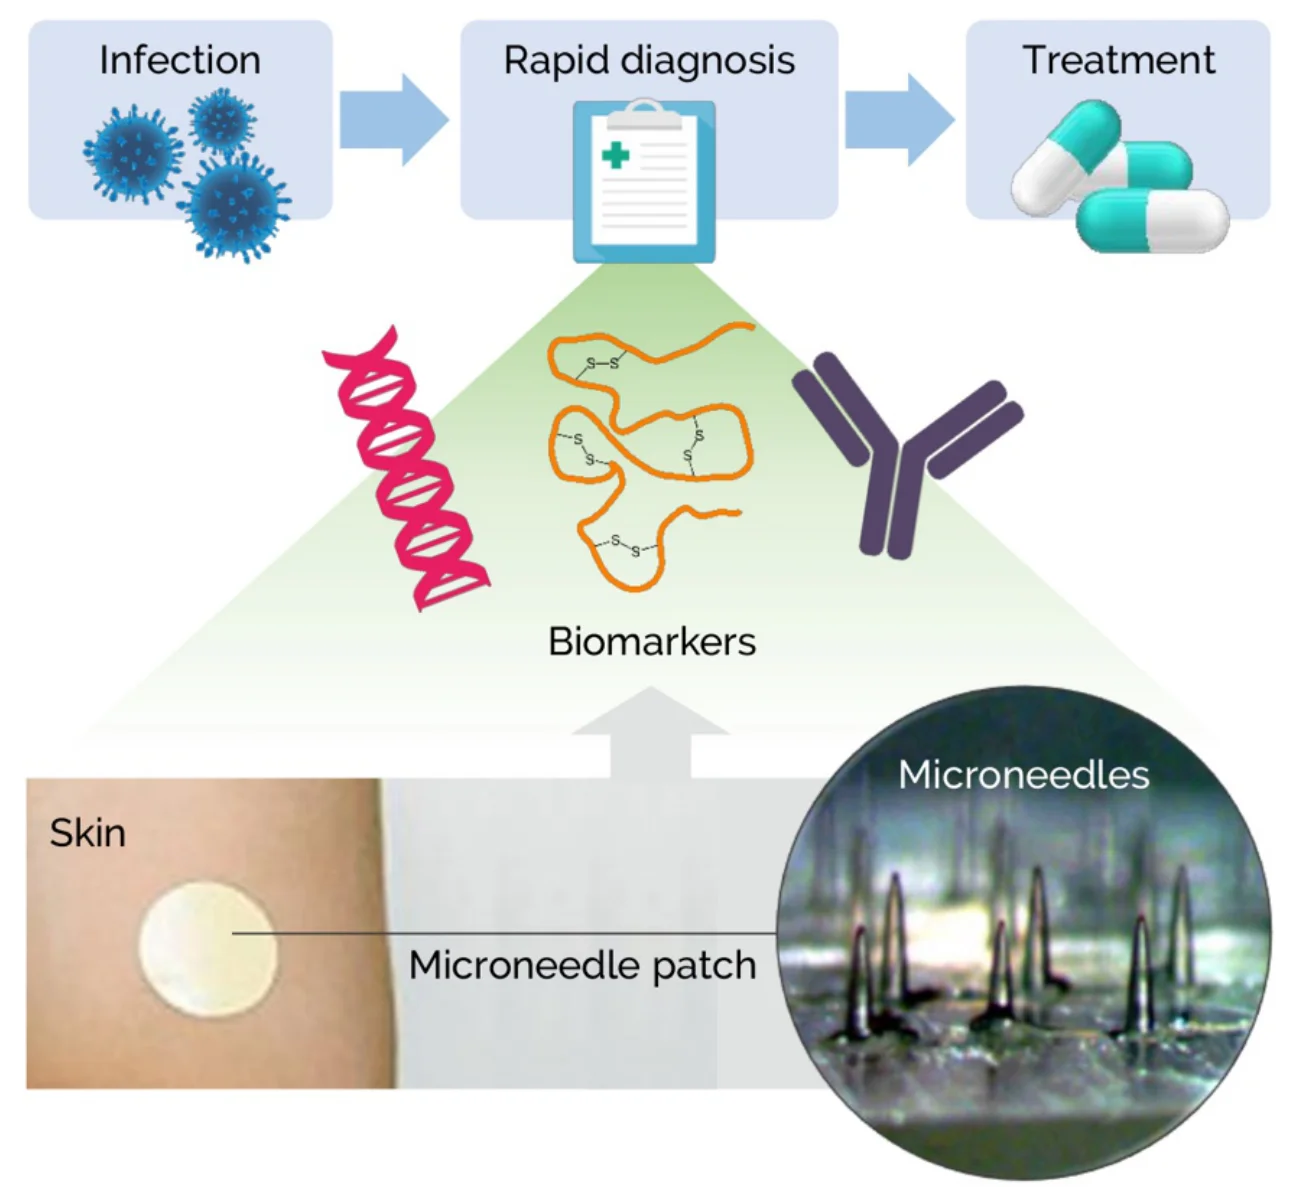 Infection
Rapid diagnosis
Treatment
S S
S
S
S
S
S S
Biomarkers
Microneedles
Skin
Microneedle patch